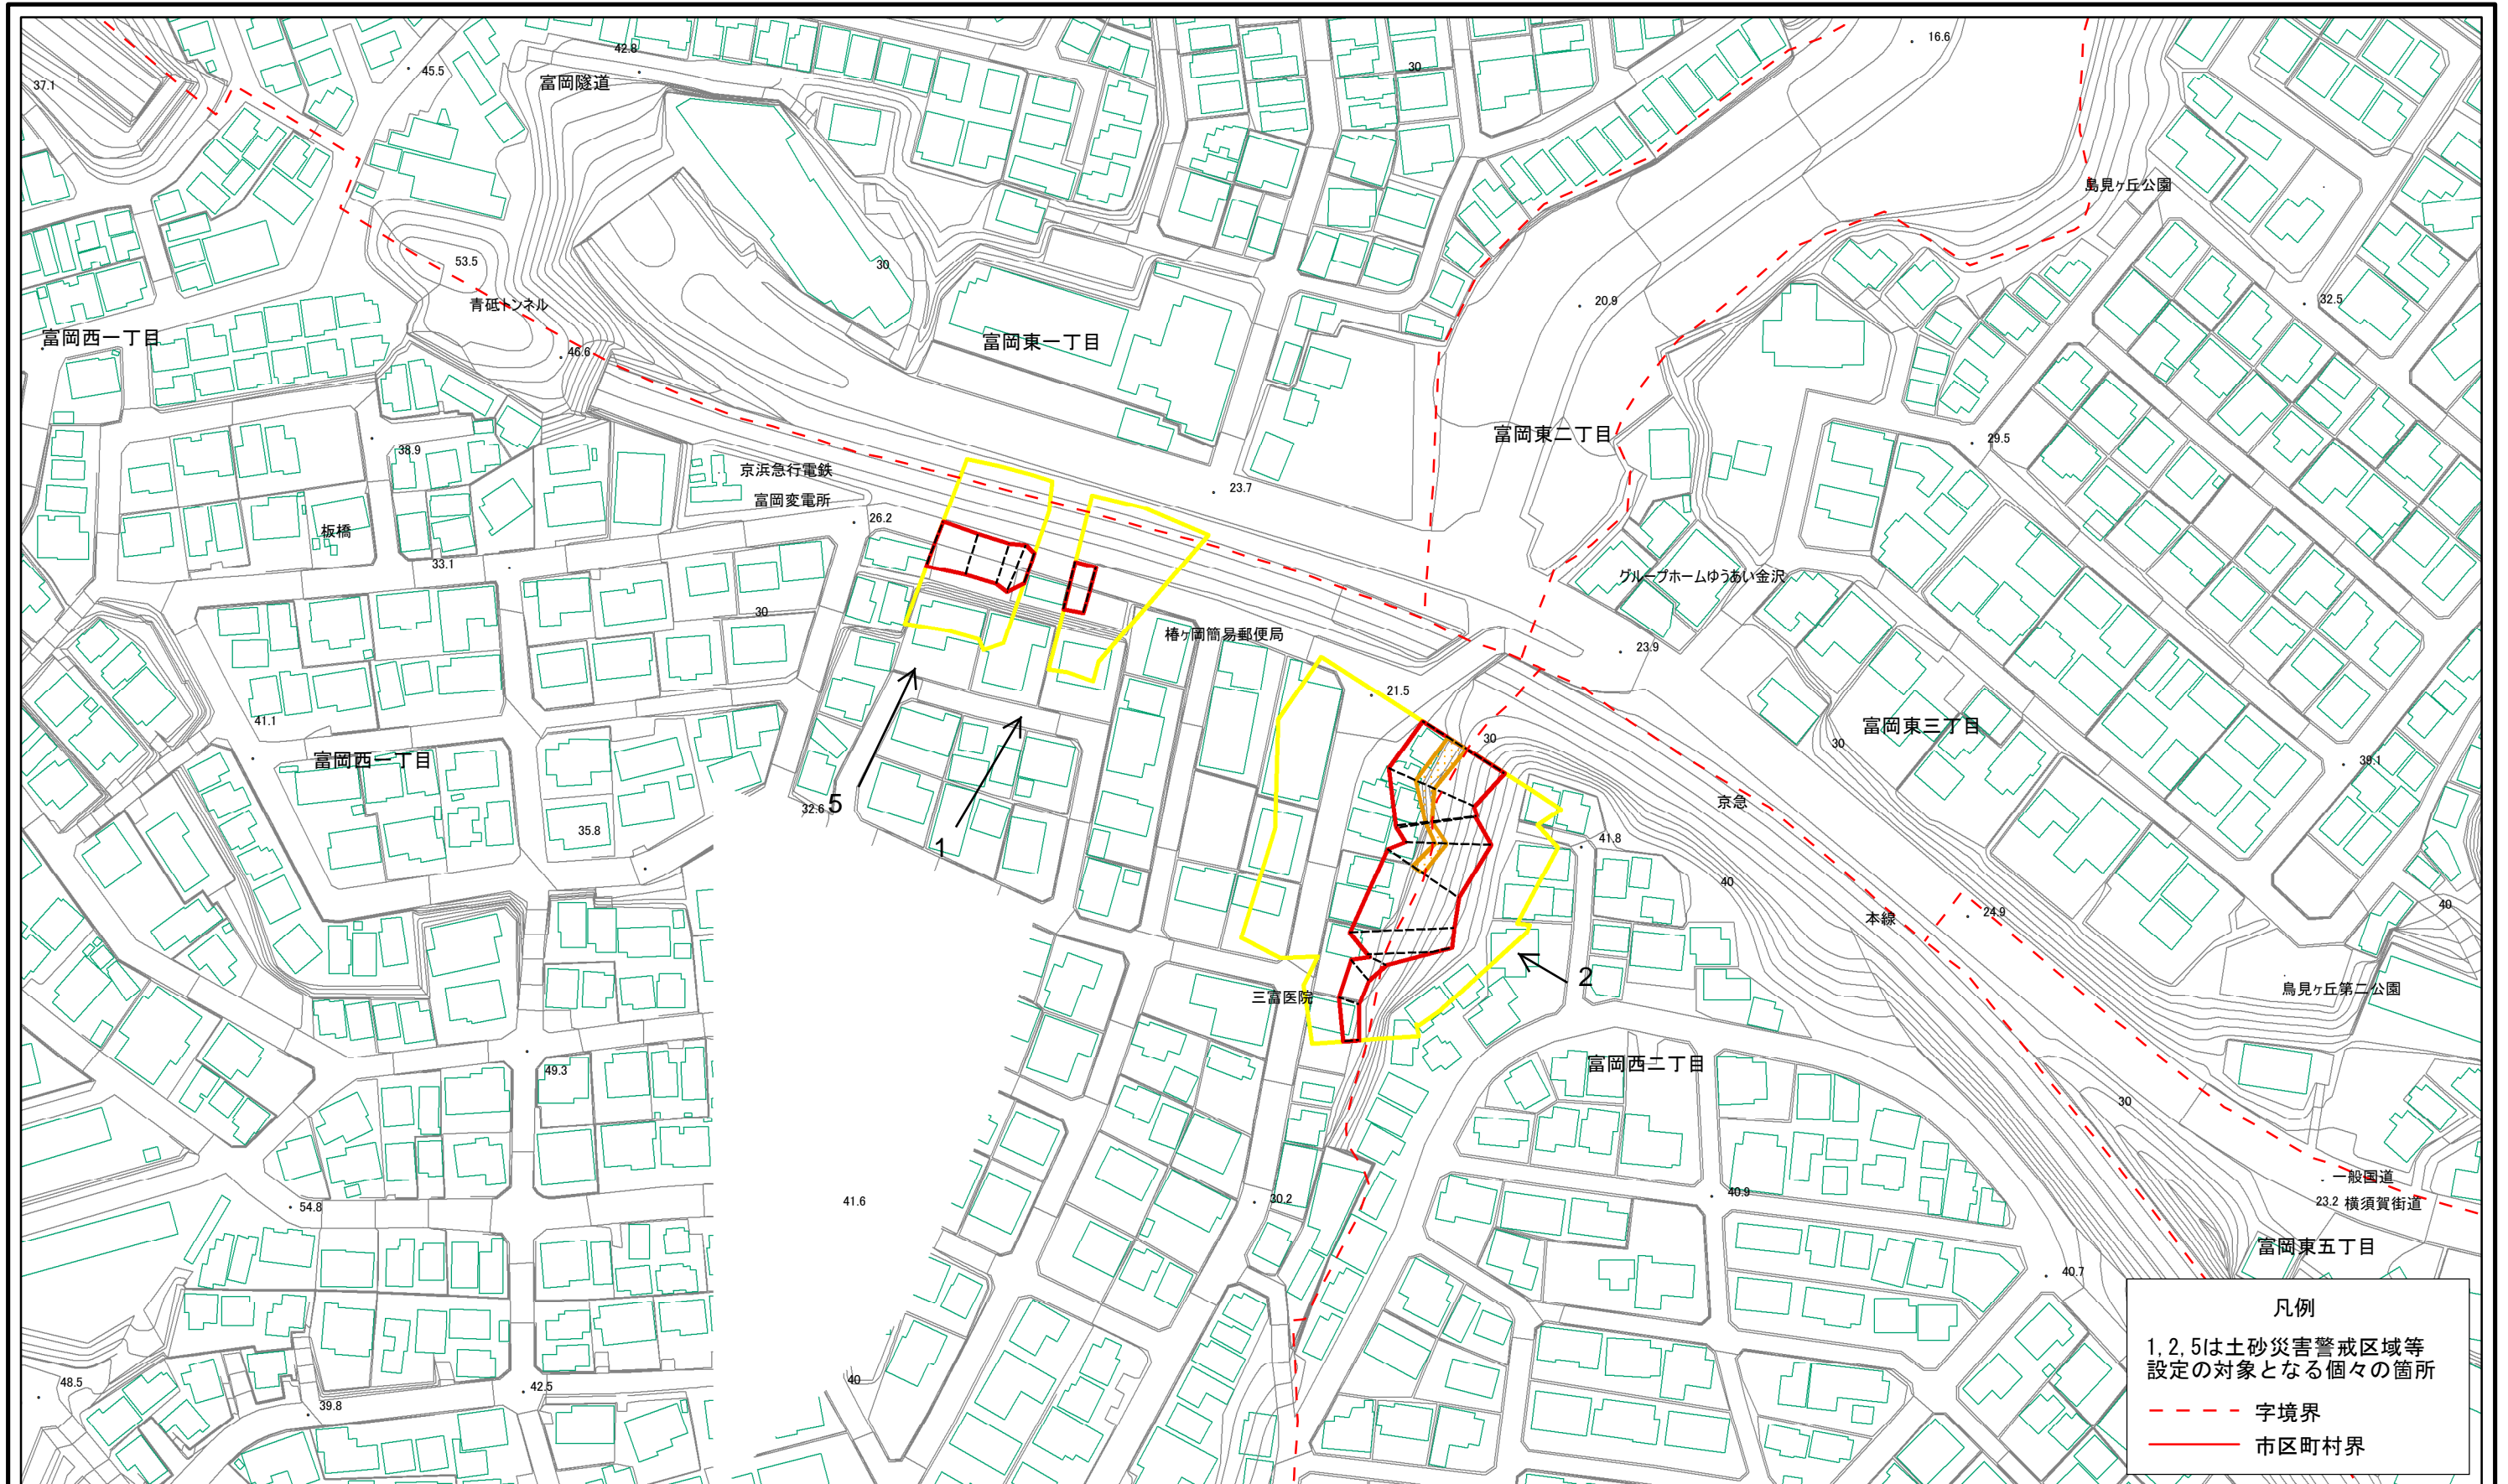 42.8
16.6
45.5
富岡隧道
30
37.1
鳥見ヶ丘公園
53.5
30
青砥トンネル
20.9
32.5
富岡西一丁目
46.6
富岡東一丁目
富岡東二丁目
29.5
38.9
京浜急行電鉄
富岡変電所
23.7
26.2
板橋
33.1
グループホームゆうあい金沢
30
椿ヶ岡簡易郵便局
23.9
21.5
41.1
富岡西一丁目
30
富岡東三丁目
30
39.1
京急
5
32.6
35.8
1
41.8
40
40
本線
24.9
2
三富医院
鳥見ヶ丘第二公園
富岡西二丁目
49.3
30
一般国道
30.2
40.9
41.6
23.2
横須賀街道
54.8
富岡東五丁目
40.7
40
48.5
42.5
39.8
凡例
1,2,5は土砂災害警戒区域等
設定の対象となる個々の箇所
字境界
市区町村界